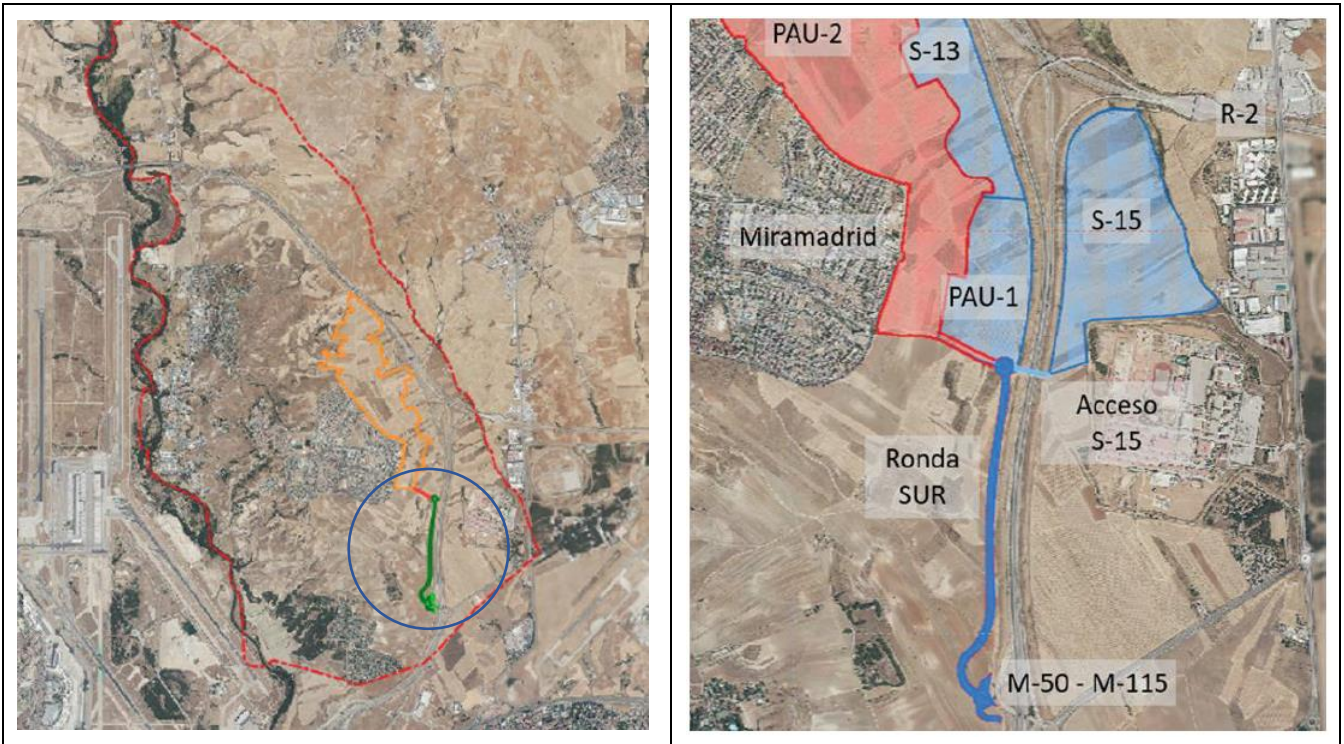 PAU-2
S-13
R-2
S-15
Miramadrid
PAU-1
Acceso
S-15
Ronda
SUR
M-50 - M-115